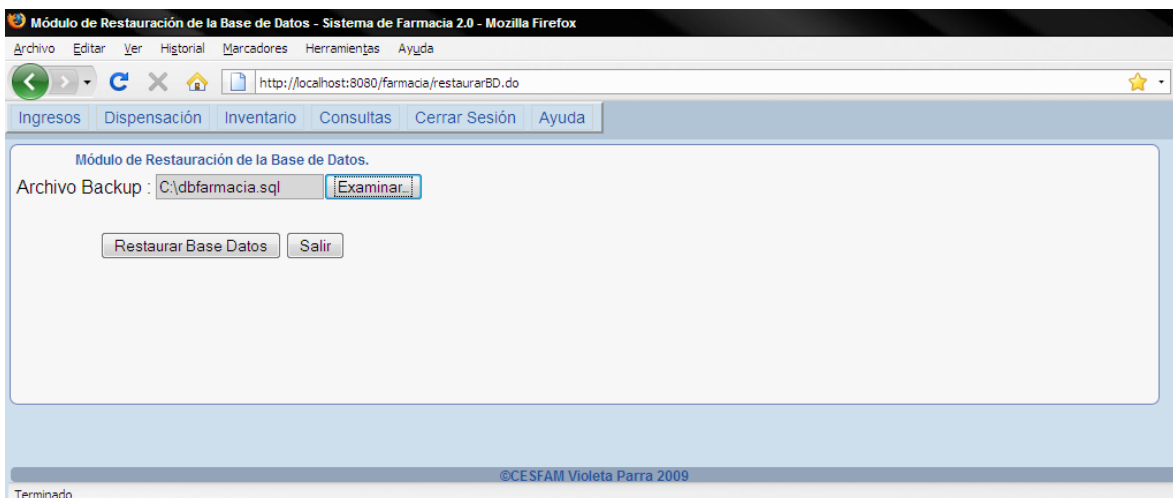 Módulo de Restauración de la Base de Datos - Sistema de Farmacia 2.0 - Mozilla Firefox
Archivo Editar Ver Historial Marcadores Herramientas Ayuda
http://localhost:8080/farmacia/restaurarBD.do
Ingresos Dispensación Inventario Consultas Cerrar Sesión Ayuda
Módulo de Restauración de la Base de Datos.
Archivo Backup : C:\dbfarmacia.sql Examinar...
Restaurar Base Datos Salir
©CESFAM Violeta Parra 2009
Terminado